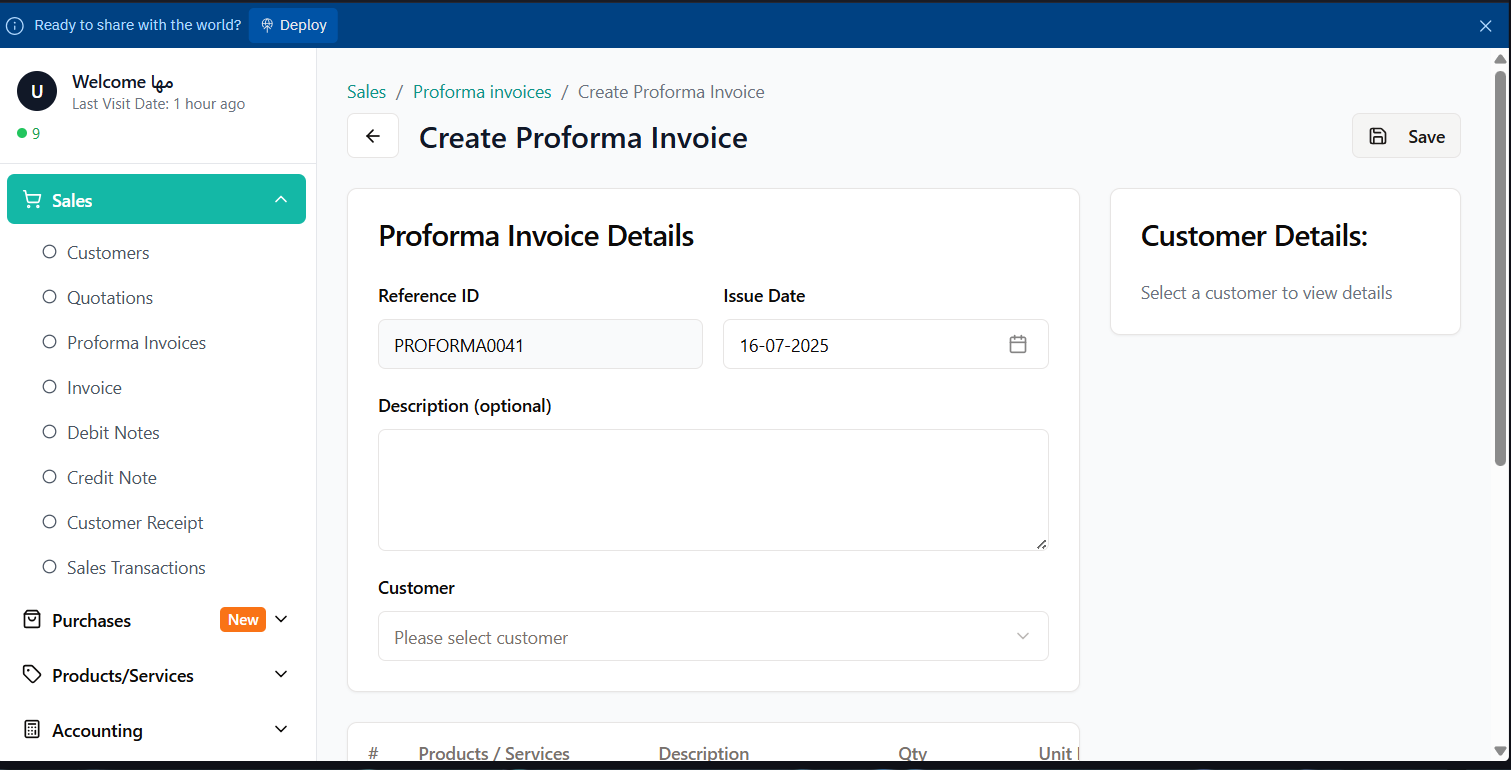 Ready to share with the world? Deploy
U
Welcome مها
Last Visit Date: 1 hour ago
9
Sales
Customers
Quotations
Proforma Invoices
Invoice
Debit Notes
Credit Note
Customer Receipt
Sales Transactions
Purchases New
Products/Services
Accounting
Sales / Proforma invoices / Create Proforma Invoice
Create Proforma Invoice
Save
Proforma Invoice Details
Reference ID Issue Date
PROFORMA0041 16-07-2025
Description (optional)
Customer
Please select customer
Customer Details:
Select a customer to view details
# Products / Services Description Qty Unit